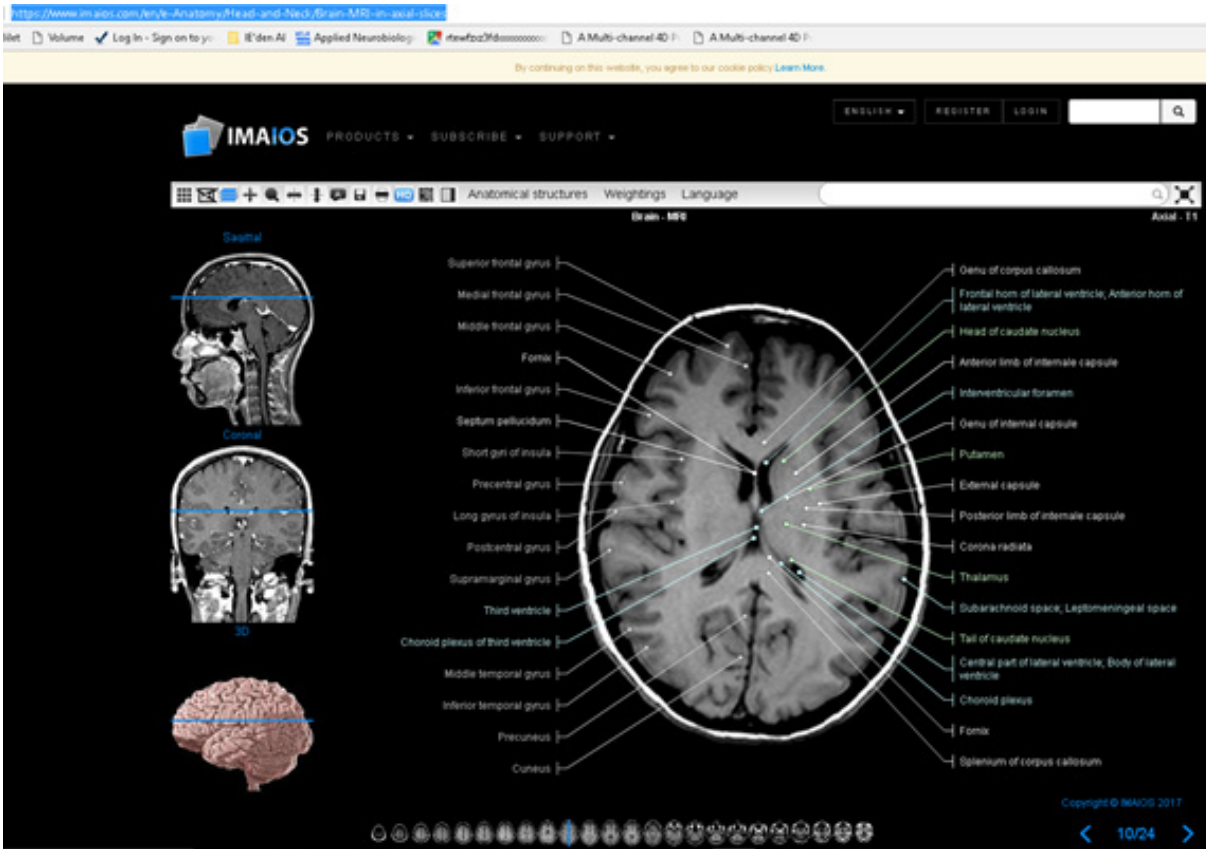 https://www.imaios.com/en/e-Anatomy/Head-and-Neck/Brain-MRI-in-axial-slices
Volume Log In - Sign on to yo IE'den Al Applied Neurobiolog A Multi-channel 4D P A Multi-channel 4D P
By continuing on this website, you agree to our cookie policy Learn More.
ENGLISH REGISTER LOGIN
IMAIOS PRODUCTS SUBSCRIBE SUPPORT
HQ Anatomical structures Weightings Language
Brain - MRI Axial - T1
Sagittal
Coronal
3D
Superior frontal gyrus
Medial frontal gyrus
Middle frontal gyrus
Fornix
Inferior frontal gyrus
Septum pellucidum
Short gyri of insula
Precentral gyrus
Long gyrus of insula
Postcentral gyrus
Supramarginal gyrus
Third ventricle
Choroid plexus of third ventricle
Middle temporal gyrus
Inferior temporal gyrus
Precuneus
Cuneus
Genu of corpus callosum
Frontal horn of lateral ventricle; Anterior horn of
lateral ventricle
Head of caudate nucleus
Anterior limb of internale capsule
Interventricular foramen
Genu of internal capsule
Putamen
External capsule
Posterior limb of internale capsule
Corona radiata
Thalamus
Subarachnoid space; Leptomeningeal space
Tail of caudate nucleus
Central part of lateral ventricle; Body of lateral
ventricle
Choroid plexus
Fornix
Splenium of corpus callosum
Copyright © IMAIOS 2017
10/24